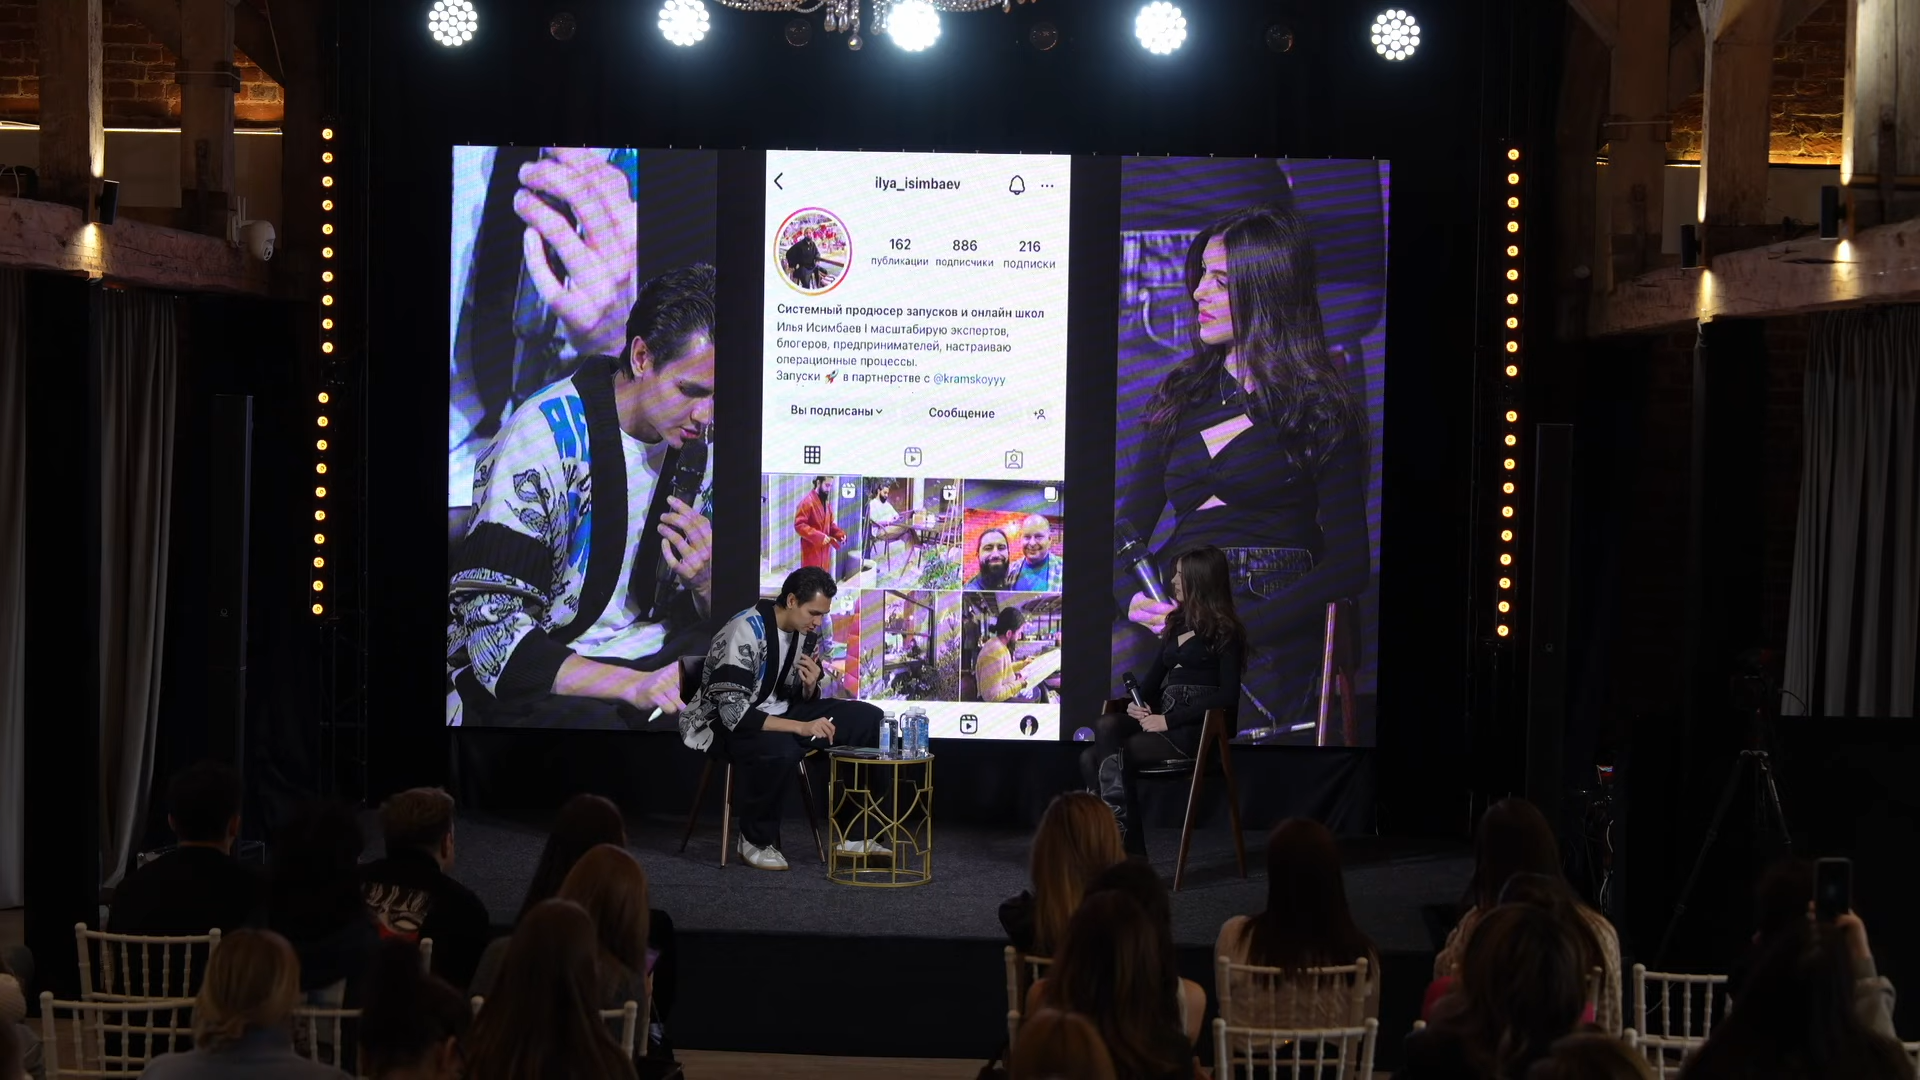 ilya_isimbaev
162 886 216
публикации подписчики подписки
Системный продюсер запусков и онлайн школ
Илья Исимбаев I масштабирую экспертов,
блогеров, предпринимателей, настраиваю
операционные процессы.
Запуски 🚀 в партнерстве с @kramskoyyy
Вы подписаны Сообщение